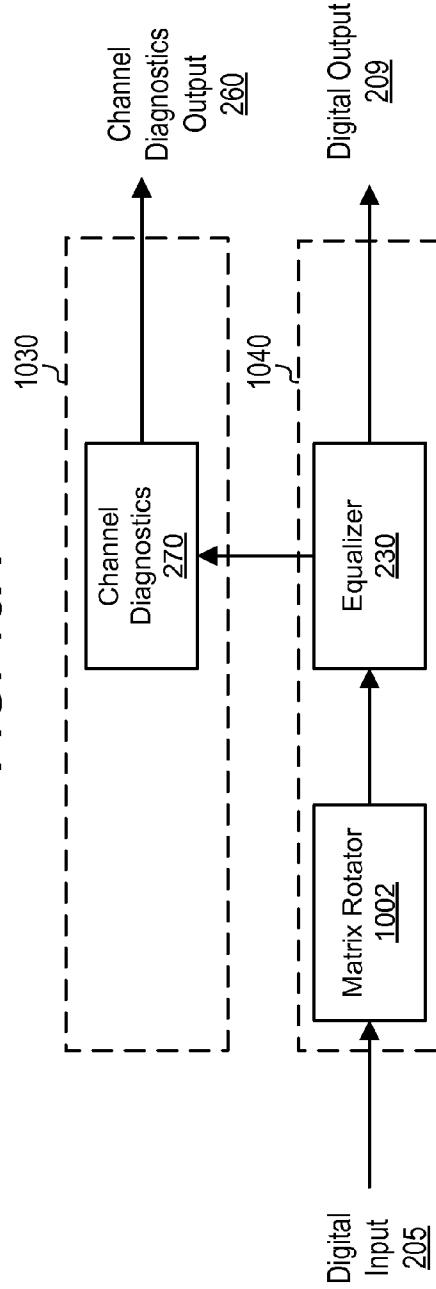 1030
Channel
Diagnostics
270
Channel
Diagnostics
Output
260
1040
Digital
Input
205
Matrix Rotator
1002
Equalizer
230
Digital Output
209